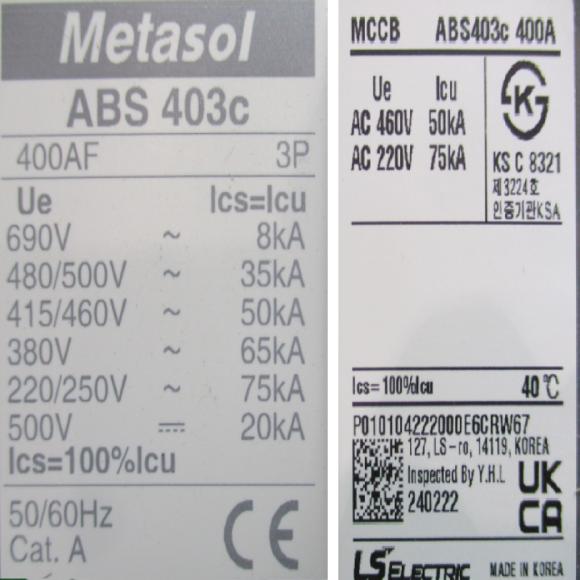 Metasol
ABS 403c
400AF 3P
Ue Ics=Icu
690V ~ 8kA
480/500V ~ 35kA
415/460V ~ 50kA
380V ~ 65kA
220/250V ~ 75kA
500V ⎓ 20kA
Ics=100%Icu
50/60Hz
Cat. A
CE
MCCB ABS403c 400A
Ue Icu
AC 460V 50kA
AC 220V 75kA
K
KS C 8321
제3224호
인증기관KSA
Ics=100%Icu 40℃
P010104222000E6CRW67
127, LS-ro, 14119, KOREA
Inspected By Y.H.L
240222
UK
CA
LS ELECTRIC MADE IN KOREA